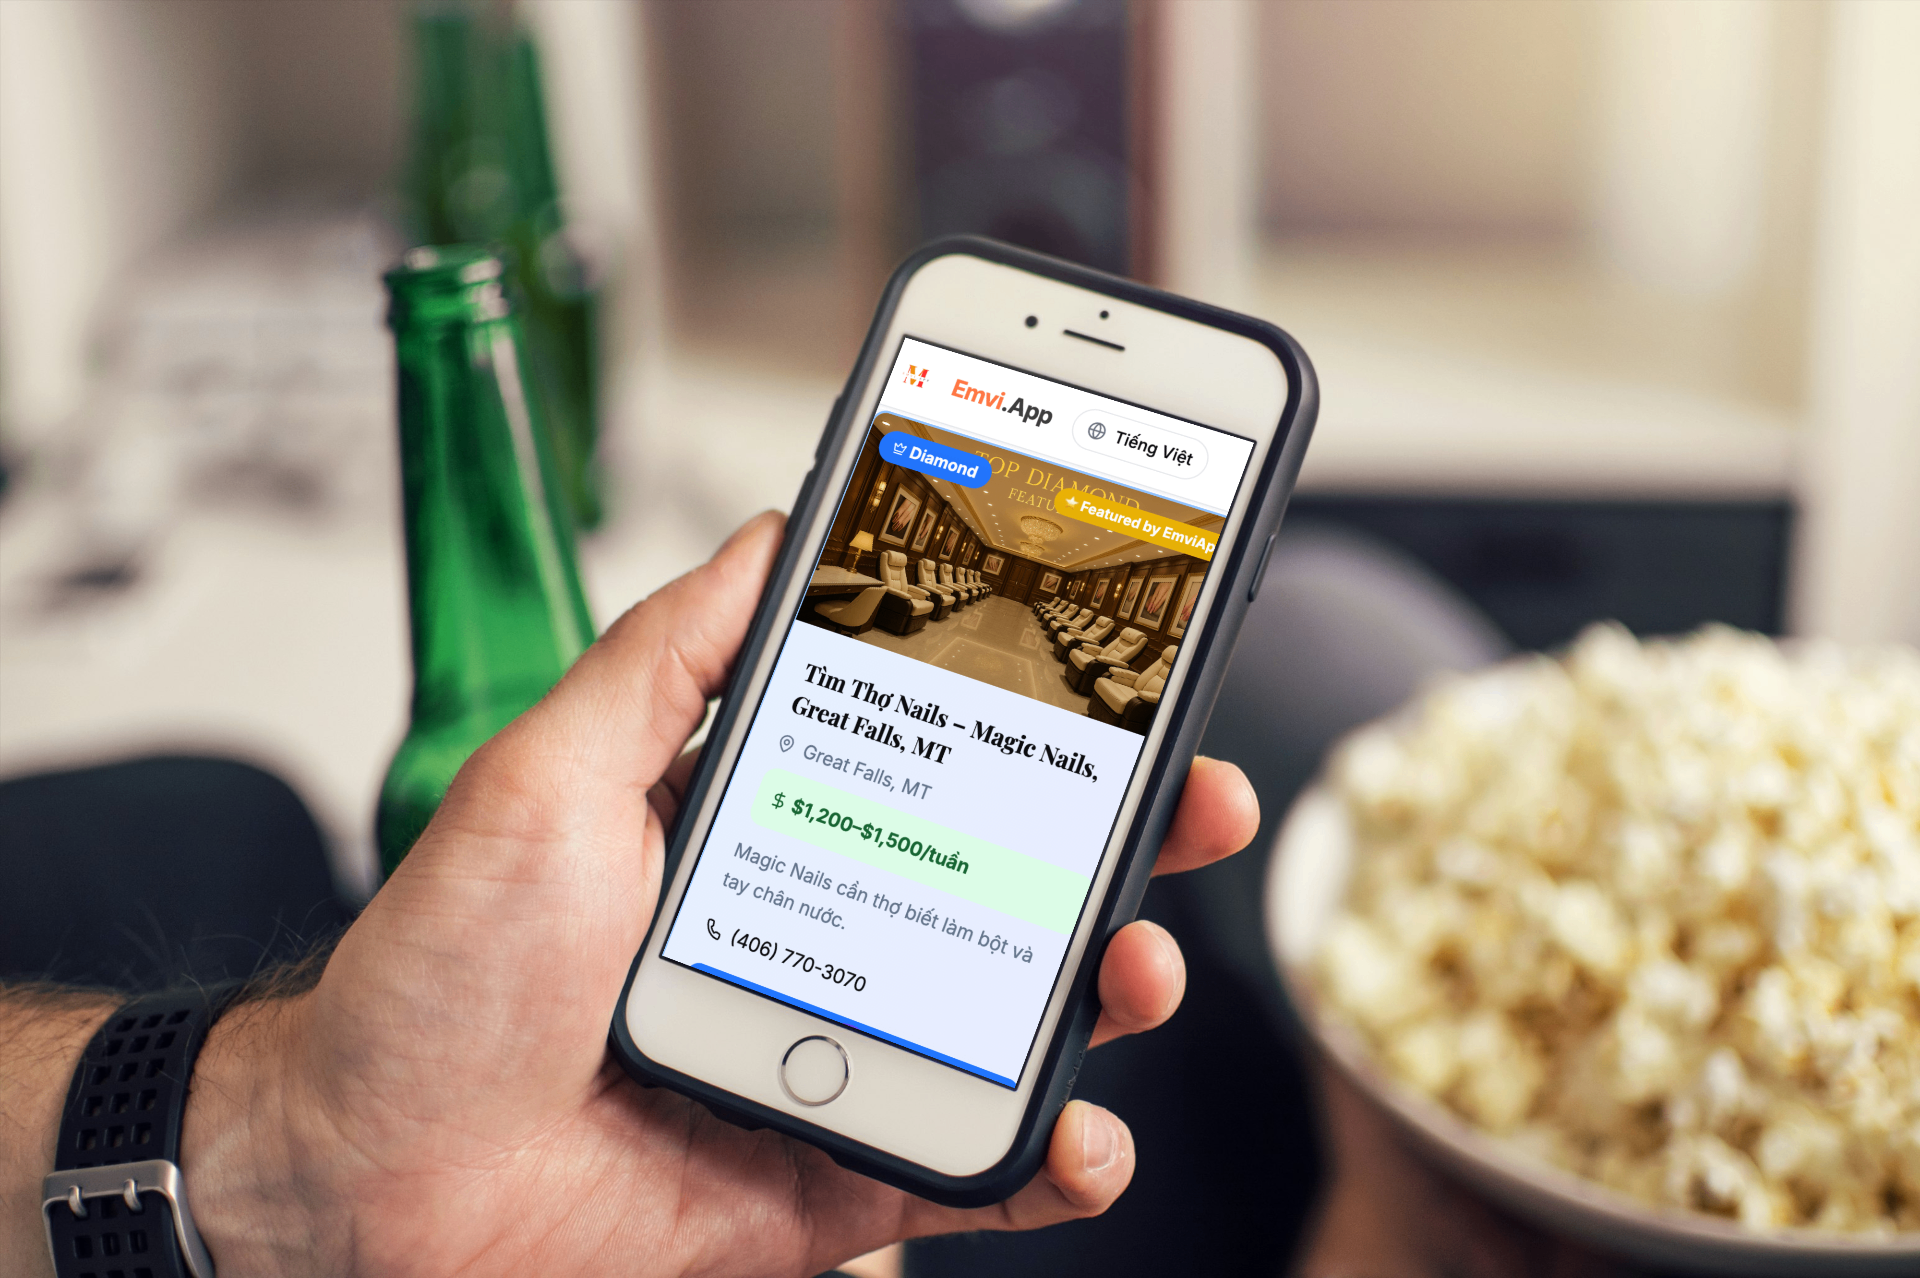 M
Emvi.App
Tiếng Việt
Diamond
TOP DIAMOND
FEATU
Featured by EmviAp
Tìm Thợ Nails – Magic Nails,
Great Falls, MT
Great Falls, MT
$ $1,200–$1,500/tuần
Magic Nails cần thợ biết làm bột và
tay chân nước.
(406) 770-3070